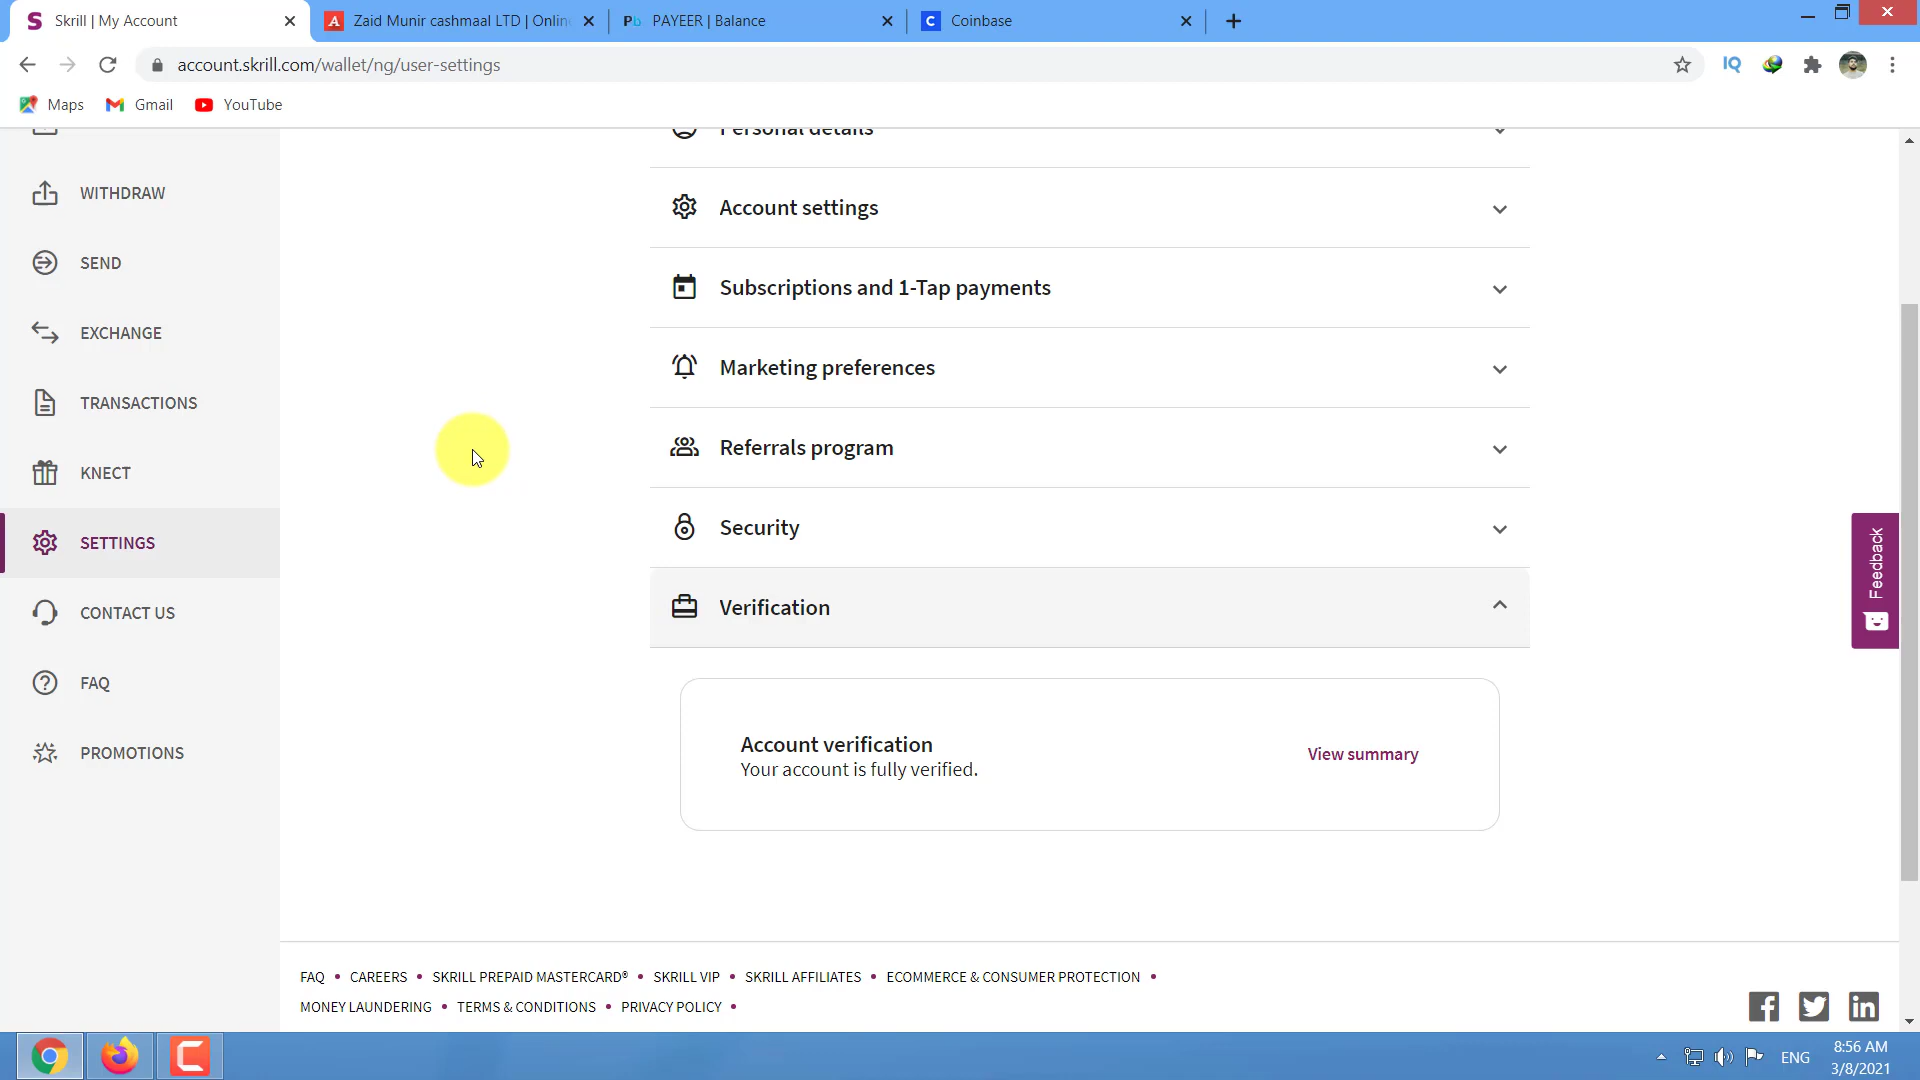 Skrill | My Account
Zaid Munir cashmaal LTD | Onlin
PAYEER | Balance
Coinbase
account.skrill.com/wallet/ng/user-settings
Maps
Gmail
YouTube
Personal details
WITHDRAW
Account settings
SEND
Subscriptions and 1-Tap payments
EXCHANGE
Marketing preferences
TRANSACTIONS
Referrals program
KNECT
Security
SETTINGS
Feedback
Verification
CONTACT US
FAQ
PROMOTIONS
Account verification
Your account is fully verified.
View summary
FAQ • CAREERS • SKRILL PREPAID MASTERCARD® • SKRILL VIP • SKRILL AFFILIATES • ECOMMERCE & CONSUMER PROTECTION •
MONEY LAUNDERING • TERMS & CONDITIONS • PRIVACY POLICY •
ENG
8:56 AM
3/8/2021